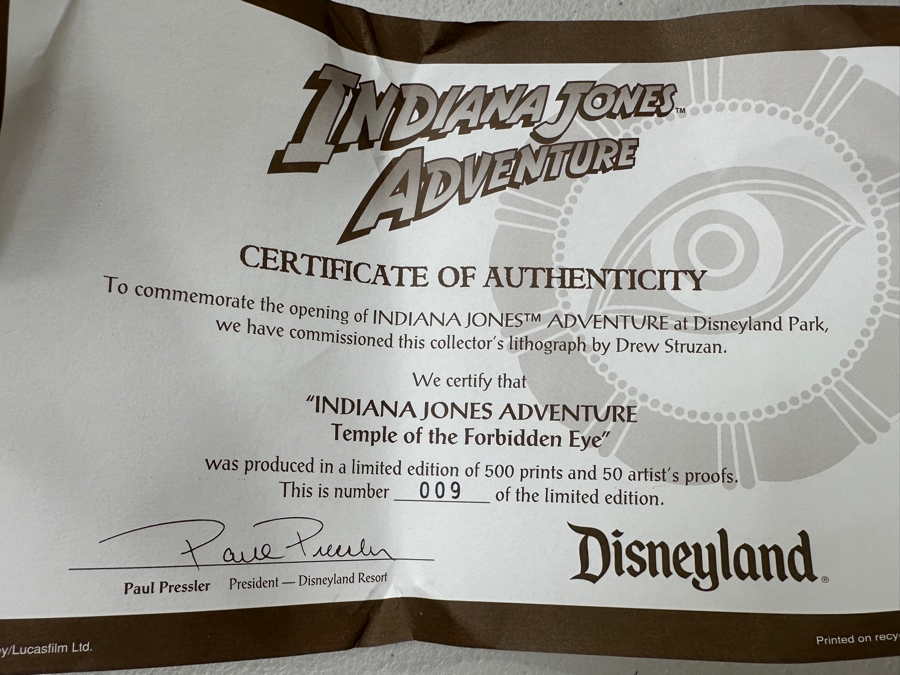 INDIANA JONES™
ADVENTURE
CERTIFICATE OF AUTHENTICITY
To commemorate the opening of INDIANA JONES™ ADVENTURE at Disneyland Park,
we have commissioned this collector's lithograph by Drew Struzan.
We certify that
"INDIANA JONES ADVENTURE
Temple of the Forbidden Eye"
was produced in a limited edition of 500 prints and 50 artist's proofs.
This is number 009 of the limited edition.
Paul Pressler
Paul Pressler President — Disneyland Resort
Disneyland®
/Lucasfilm Ltd.
Printed on